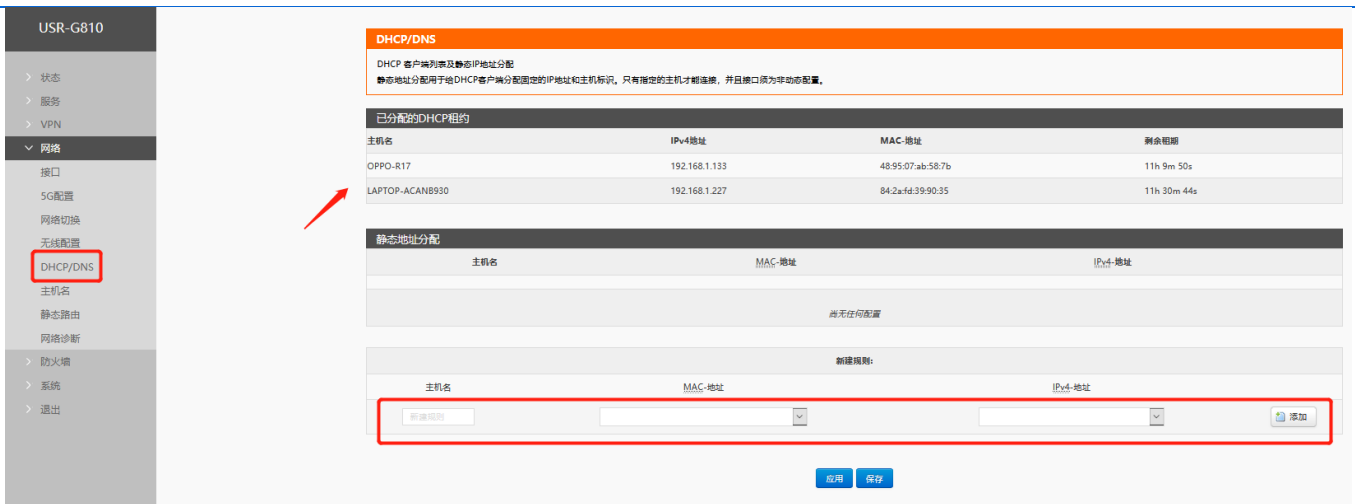 USR-G810
状态
服务
VPN
网络
接口
5G配置
网络切换
无线配置
DHCP/DNS
主机名
静态路由
网络诊断
防火墙
系统
退出
DHCP/DNS
DHCP 客户端列表及静态IP地址分配
静态地址分配用于给DHCP客户端分配固定的IP地址和主机标识。只有指定的主机才能连接，并且接口须为非动态配置。
已分配的DHCP租约
主机名 IPv4地址 MAC-地址 剩余租期
OPPO-R17 192.168.1.133 48:95:07:ab:58:7b 11h 9m 50s
LAPTOP-ACANB930 192.168.1.227 84:2a:fd:39:90:35 11h 30m 44s
静态地址分配
主机名 MAC-地址 IPv4-地址
尚无任何配置
新建规则:
主机名 MAC-地址 IPv4-地址
新建规则 添加
应用 保存